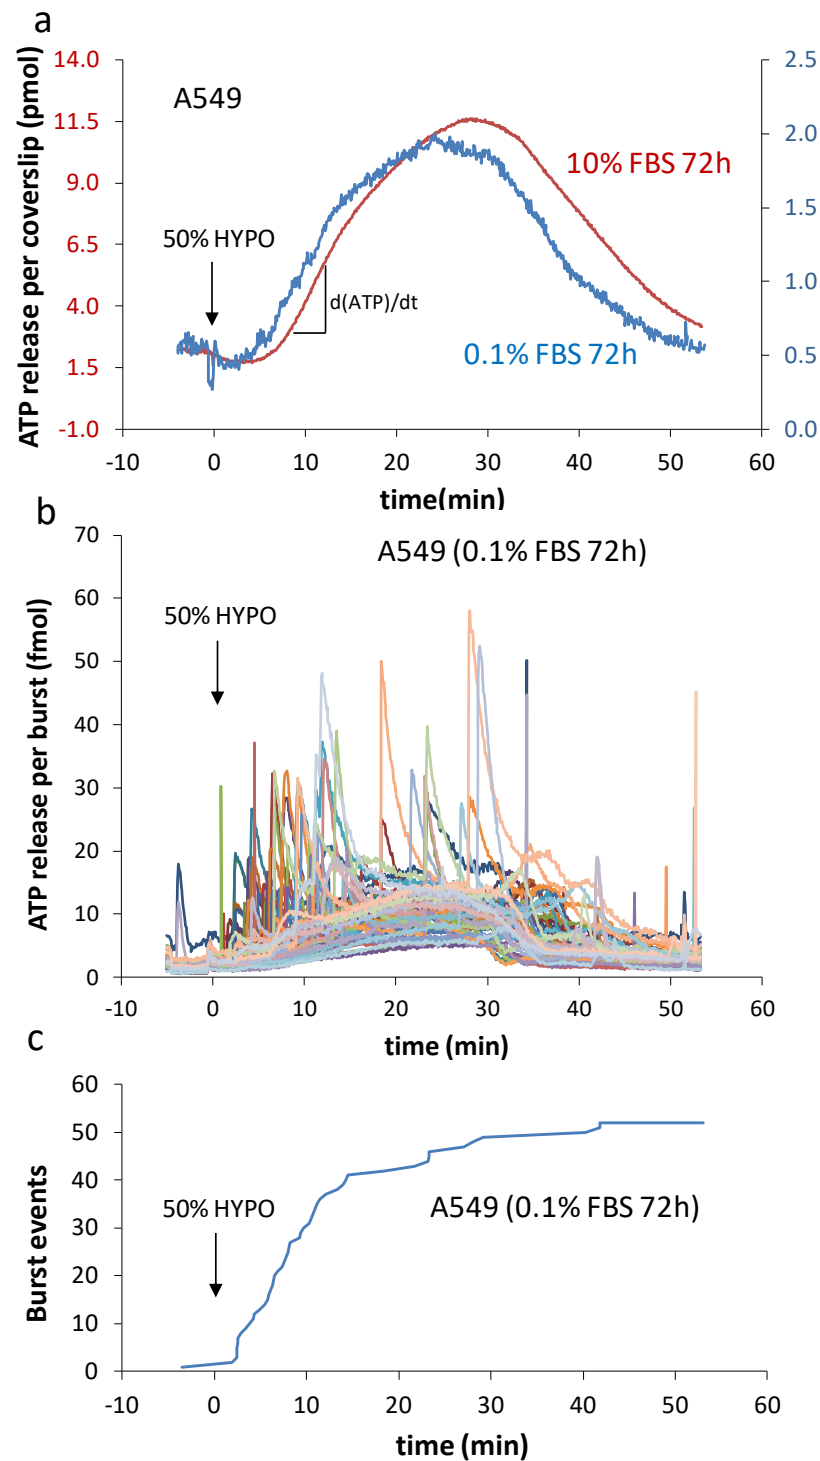 a
ATP release per coverslip (pmol)
14.0
11.5
9.0
6.5
4.0
1.5
-1.0
2.5
2.0
1.5
1.0
0.5
0.0
A549
10% FBS 72h
50% HYPO
d(ATP)/dt
0.1% FBS 72h
-10 0 10 20 30 40 50 60
time(min)
b
ATP release per burst (fmol)
70
60
50
40
30
20
10
0
A549 (0.1% FBS 72h)
50% HYPO
-10 0 10 20 30 40 50 60
time (min)
c
Burst events
60
50
40
30
20
10
0
50% HYPO
A549 (0.1% FBS 72h)
-10 0 10 20 30 40 50 60
time (min)